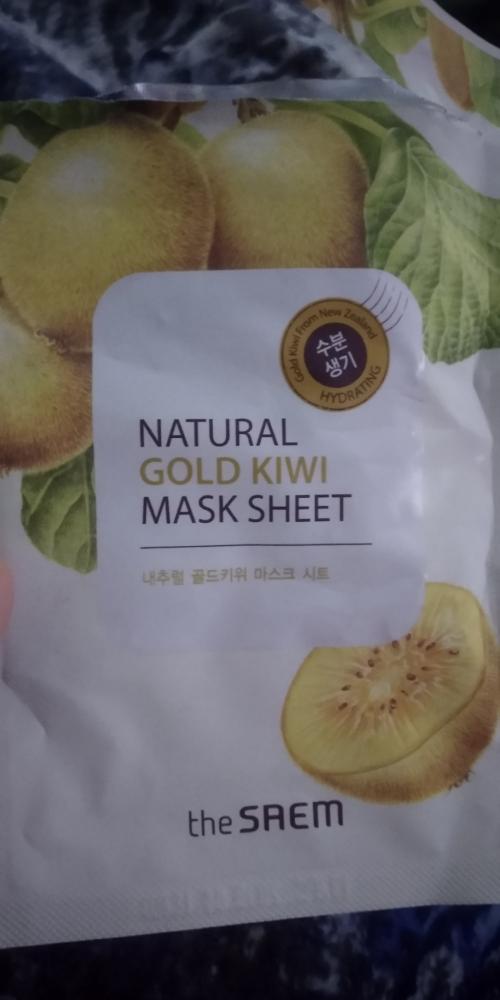 Gold Kiwi From New Zealand
수분
생기
HYDRATING
NATURAL
GOLD KIWI
MASK SHEET
내추럴 골드키위 마스크 시트
the SAEM